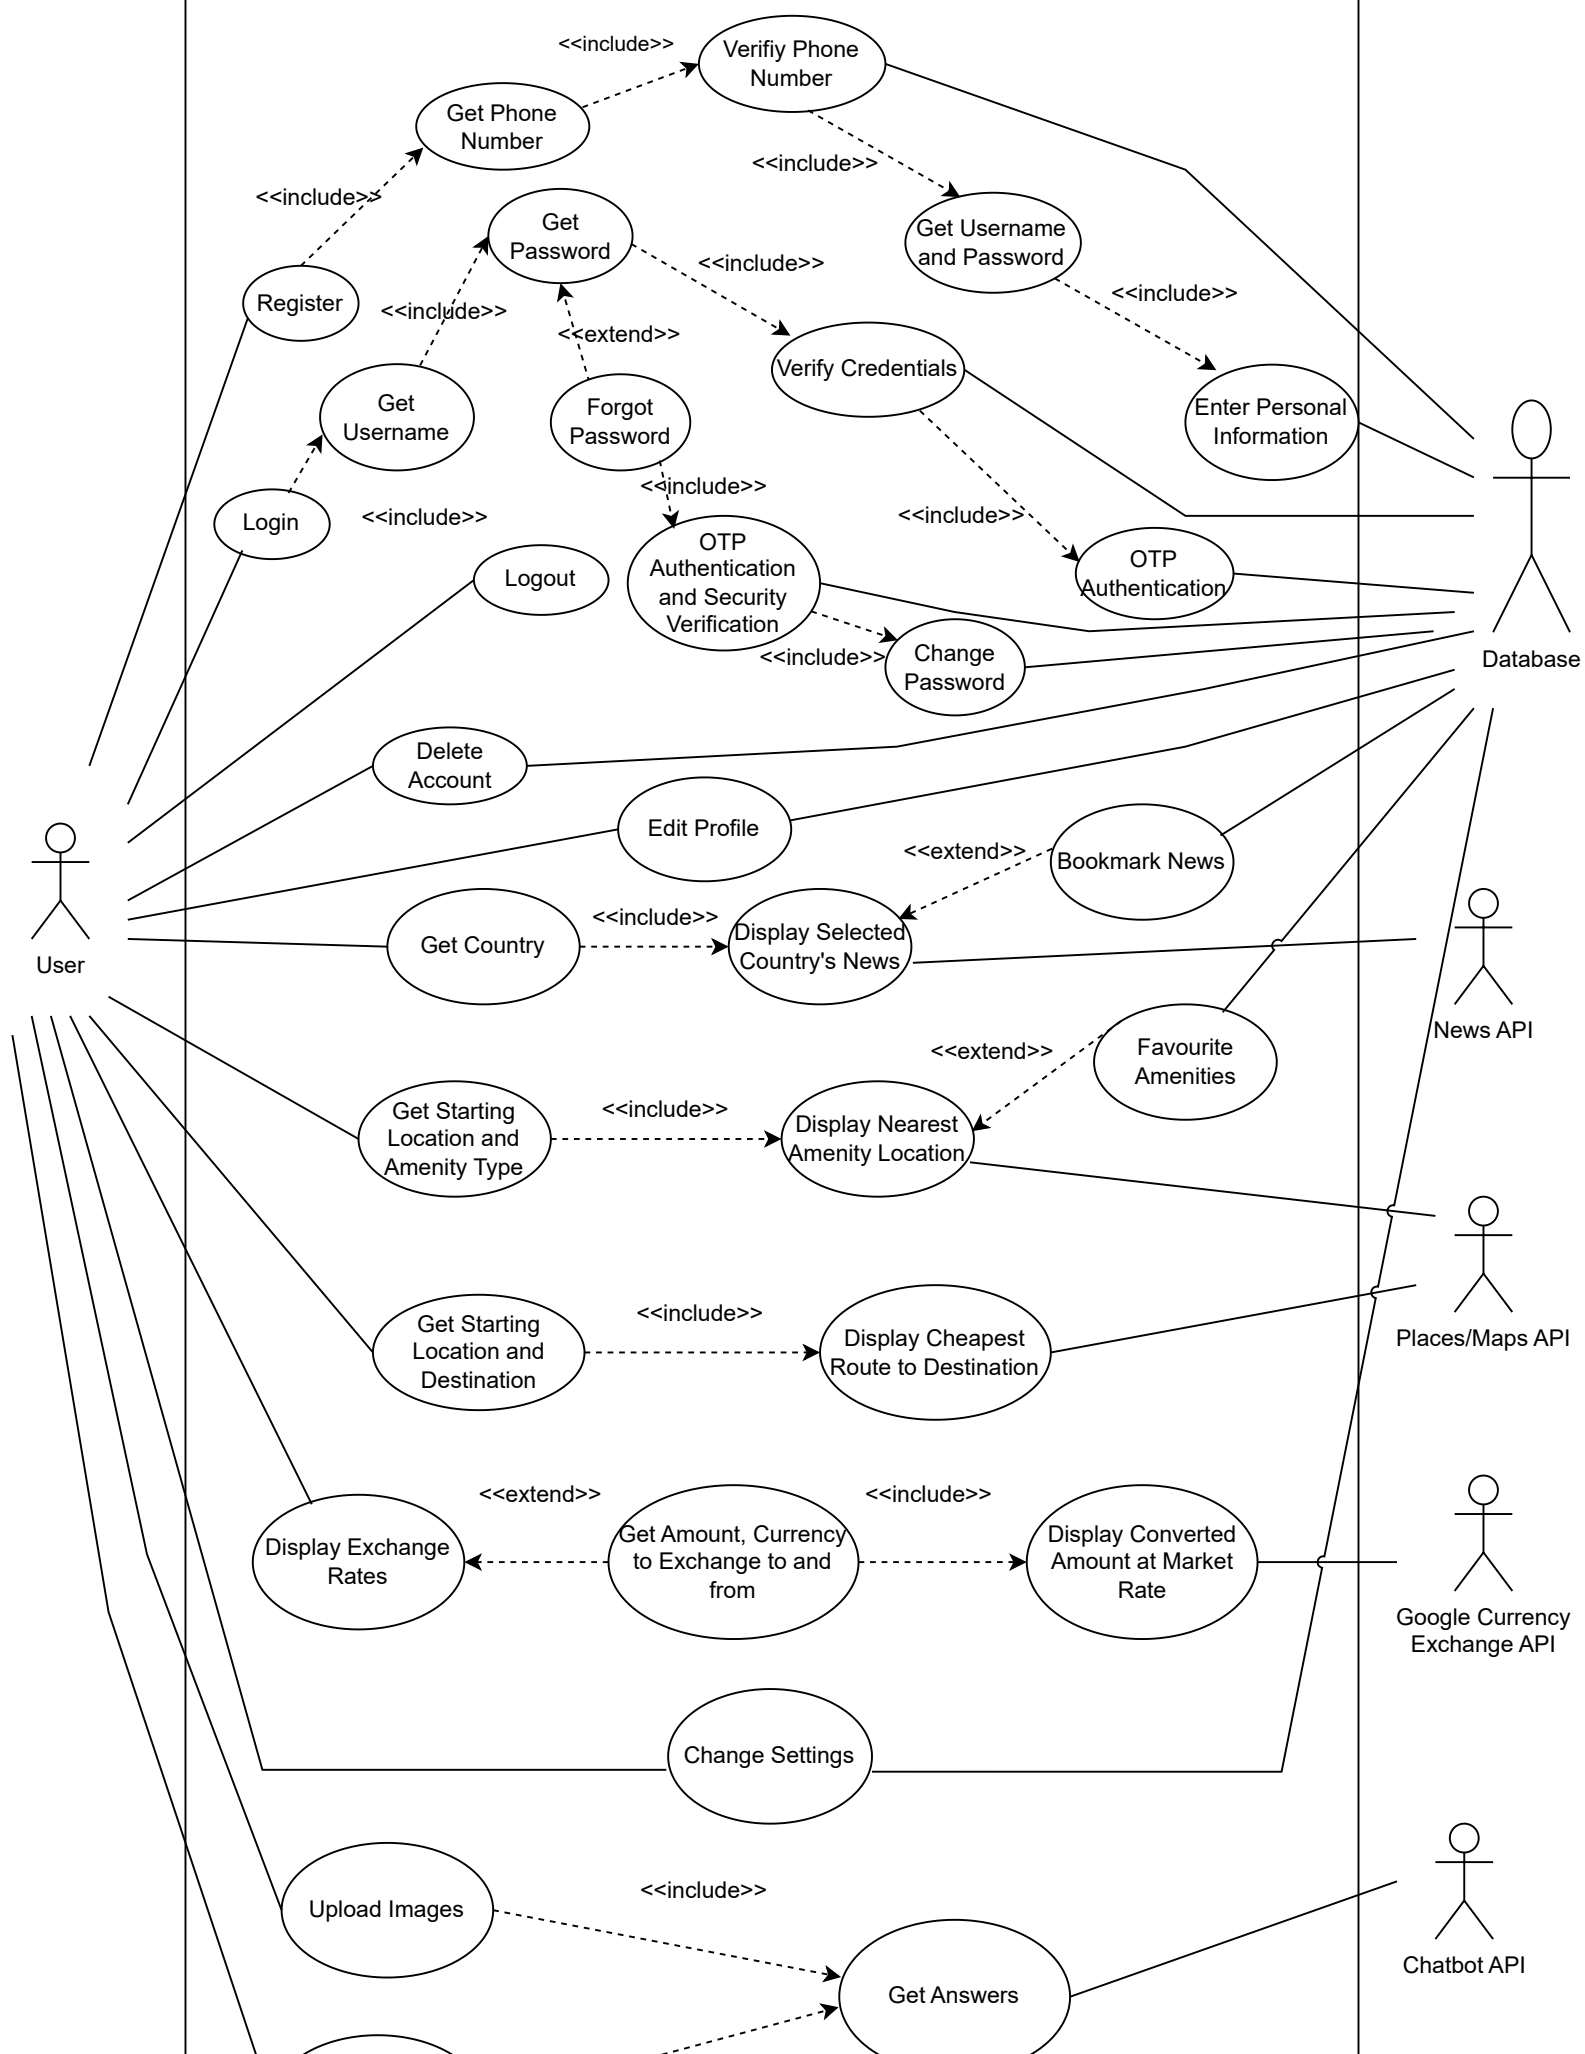 <<include>>
Verifiy Phone
Number
Get Phone
Number
<<include>>
<<include>>
Get
Password
Get Username
and Password
<<include>>
<<include>>
Register
<<include>>
<<extend>>
Verify Credentials
Get
Username
Forgot
Password
Enter Personal
Information
<<include>>
Login
<<include>>
<<include>>
OTP
Authentication
and Security
Verification
OTP
Authentication
Logout
<<include>>
Change
Password
Database
Delete
Account
Edit Profile
<<extend>>
Bookmark News
User
Get Country
<<include>>
Display Selected
Country's News
News API
<<extend>>
Favourite
Amenities
Get Starting
Location and
Amenity Type
<<include>>
Display Nearest
Amenity Location
Places/Maps API
Get Starting
Location and
Destination
<<include>>
Display Cheapest
Route to Destination
<<extend>>
<<include>>
Display Exchange
Rates
Get Amount, Currency
to Exchange to and
from
Display Converted
Amount at Market
Rate
Google Currency
Exchange API
Change Settings
Upload Images
<<include>>
Get Answers
Chatbot API